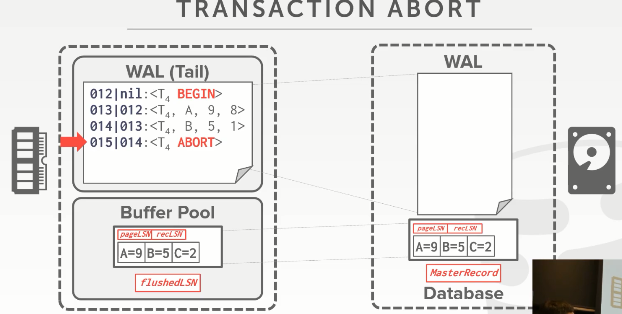 TRANSACTION ABORT
WAL (Tail)
012|nil:<T4 BEGIN>
013|012:<T4, A, 9, 8>
014|013:<T4, B, 5, 1>
015|014:<T4 ABORT>
Buffer Pool
pageLSN recLSN
A=9 B=5 C=2
flushedLSN
WAL
pageLSN recLSN
A=9 B=5 C=2
MasterRecord
Database